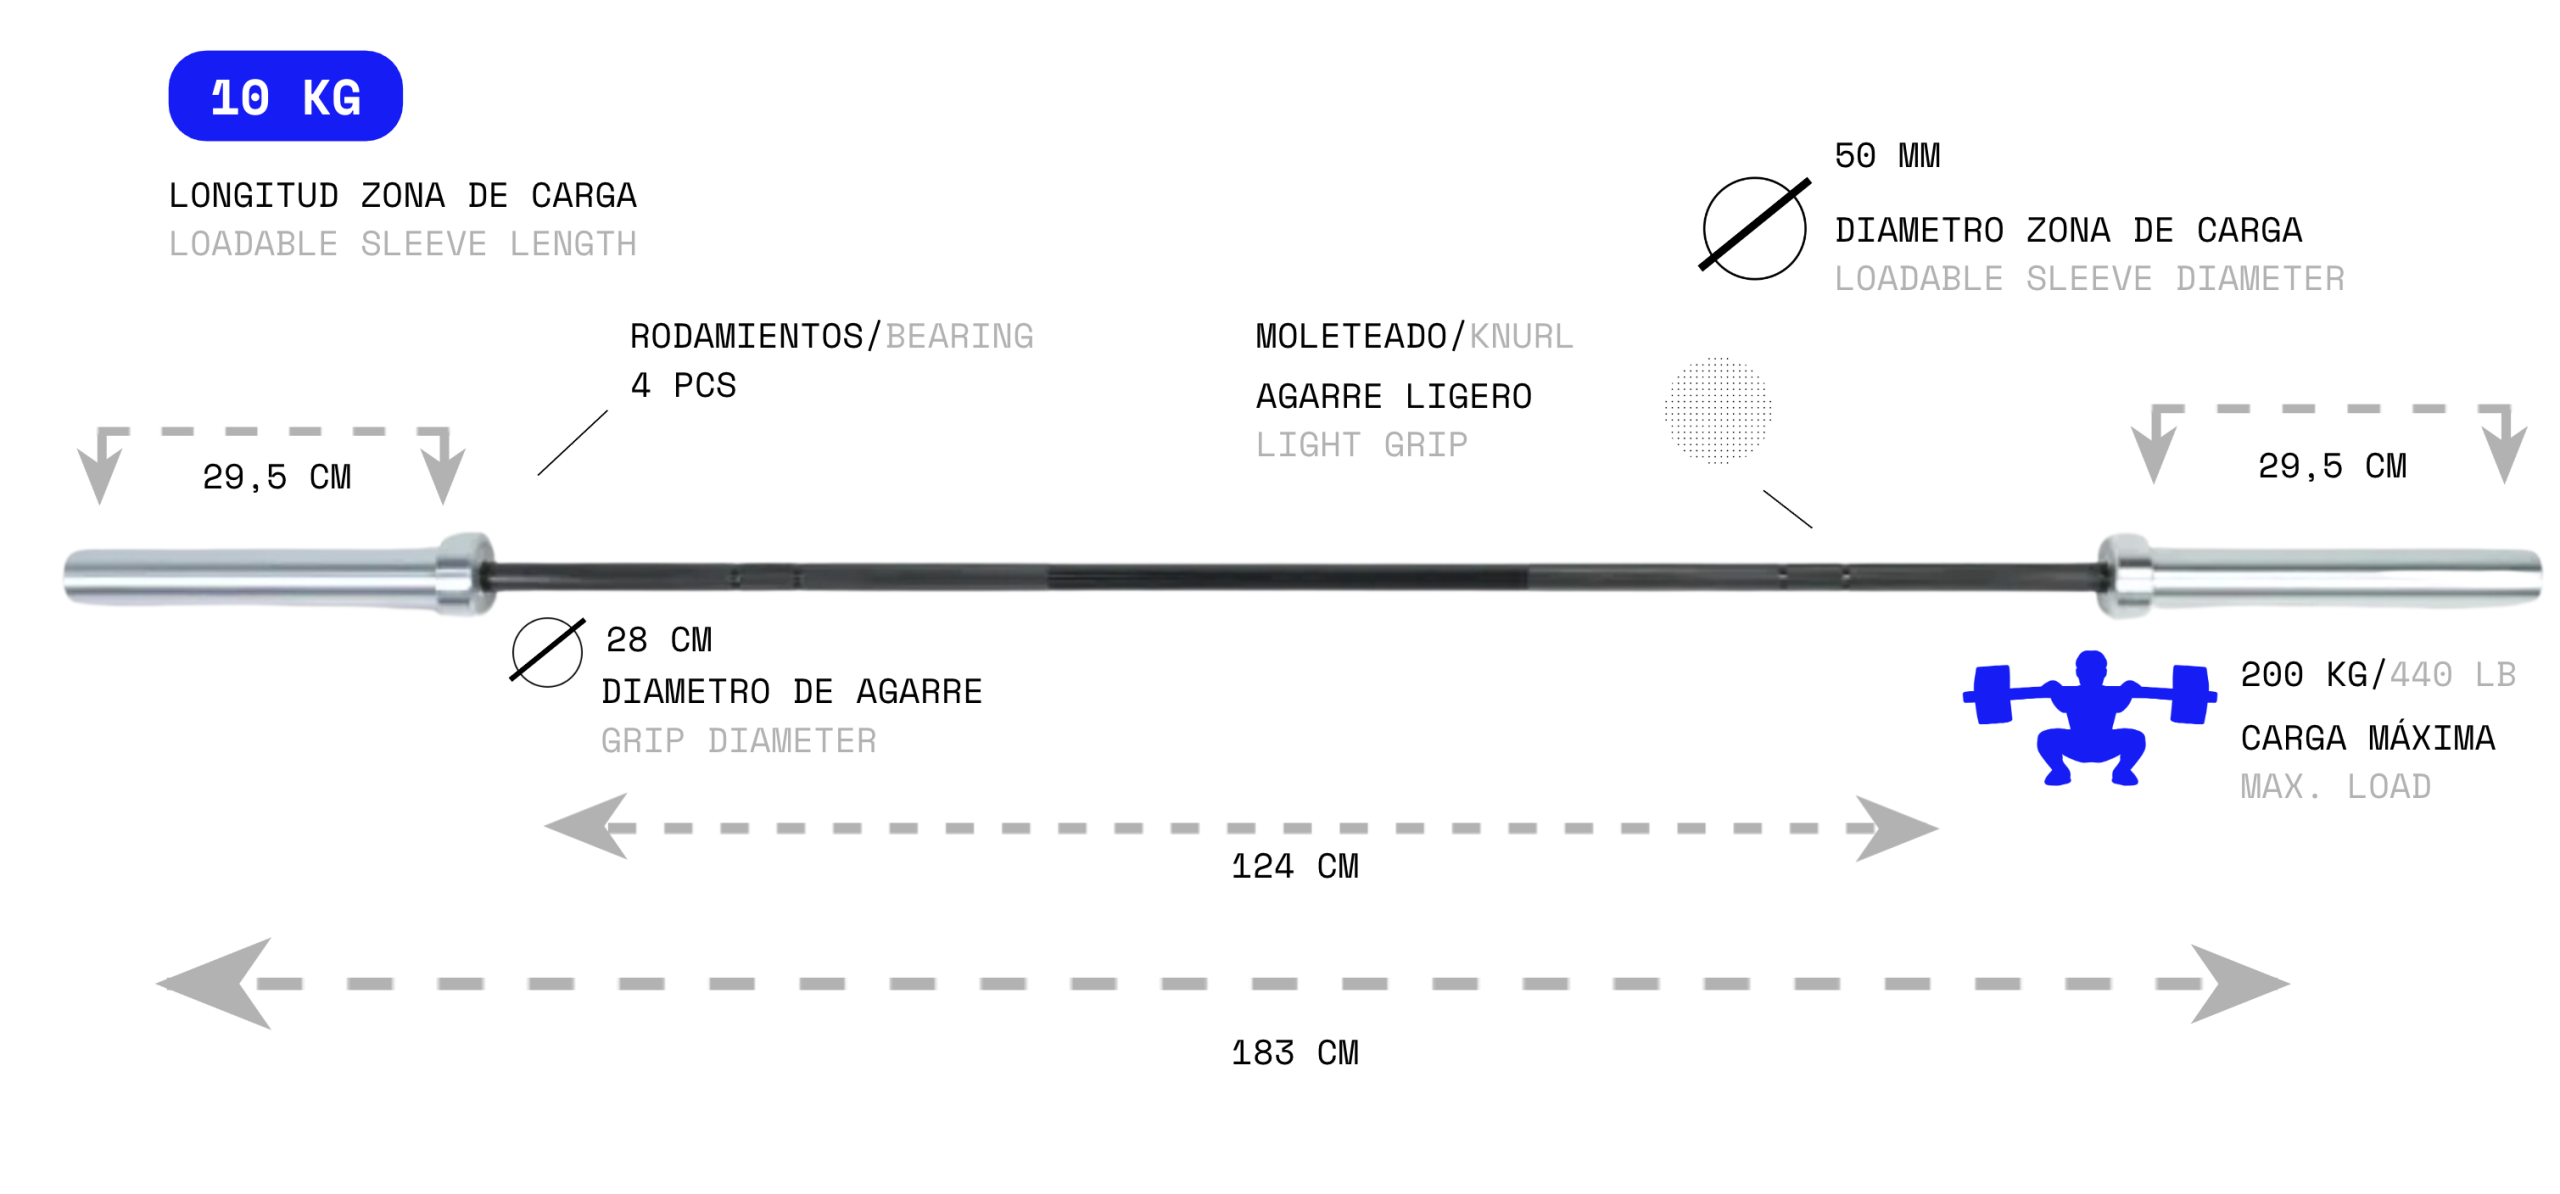 10 KG
LONGITUD ZONA DE CARGA
LOADABLE SLEEVE LENGTH
50 MM
DIAMETRO ZONA DE CARGA
LOADABLE SLEEVE DIAMETER
RODAMIENTOS/BEARING
4 PCS
MOLETEADO/KNURL
AGARRE LIGERO
LIGHT GRIP
29,5 CM
29,5 CM
28 CM
DIAMETRO DE AGARRE
GRIP DIAMETER
200 KG/440 LB
CARGA MÁXIMA
MAX. LOAD
124 CM
183 CM